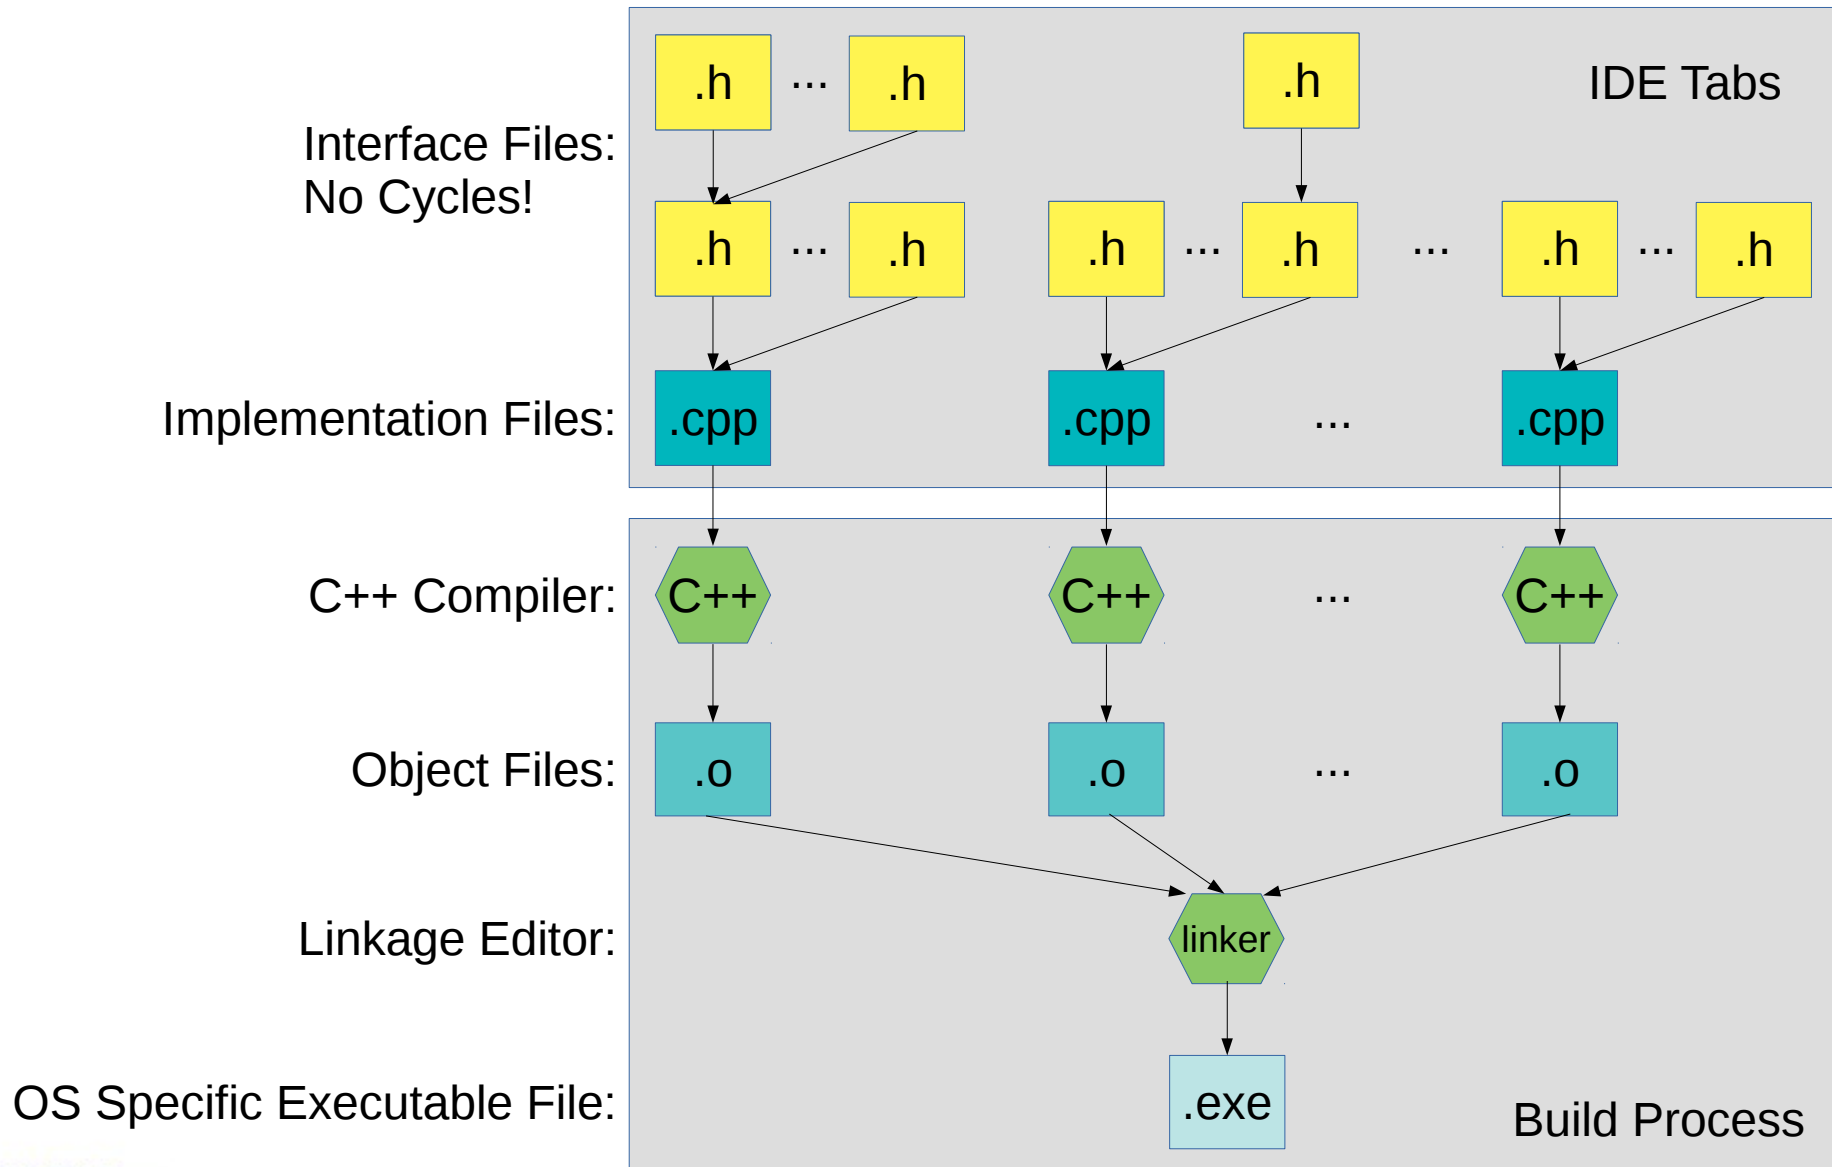 .h ... .h .h IDE Tabs
Interface Files:
No Cycles!
.h ... .h .h ... .h ... .h ... .h
Implementation Files: .cpp .cpp ... .cpp
C++ Compiler: C++ C++ ... C++
Object Files: .o .o ... .o
Linkage Editor: linker
OS Specific Executable File: .exe Build Process